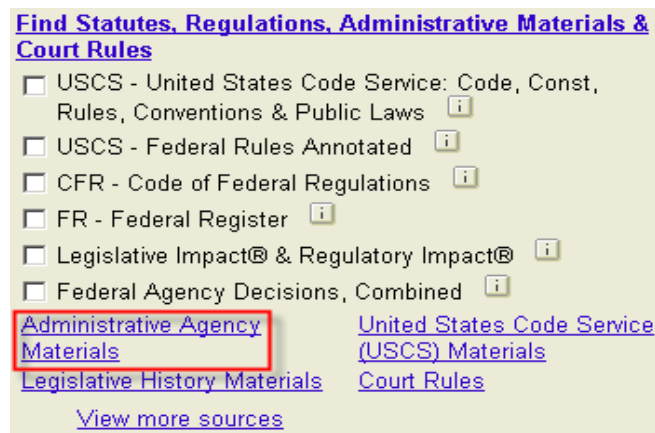 Find Statutes, Regulations, Administrative Materials &
Court Rules
USCS - United States Code Service: Code, Const,
Rules, Conventions & Public Laws i
USCS - Federal Rules Annotated i
CFR - Code of Federal Regulations i
FR - Federal Register i
Legislative Impact® & Regulatory Impact® i
Federal Agency Decisions, Combined i
Administrative Agency
Materials
United States Code Service
(USCS) Materials
Legislative History Materials
Court Rules
View more sources